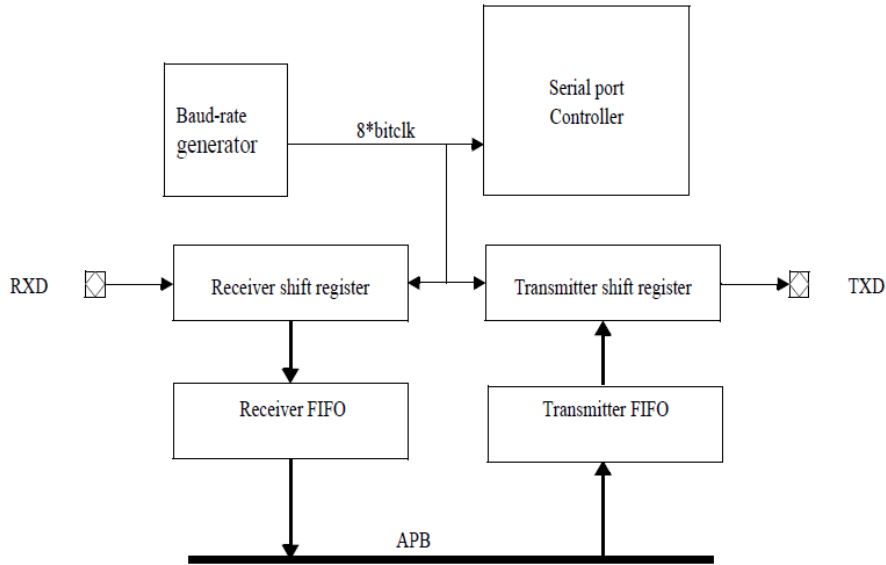 Baud-rate
generator
8*bitclk
Serial port
Controller
RXD
Receiver shift register
Transmitter shift register
TXD
Receiver FIFO
Transmitter FIFO
APB